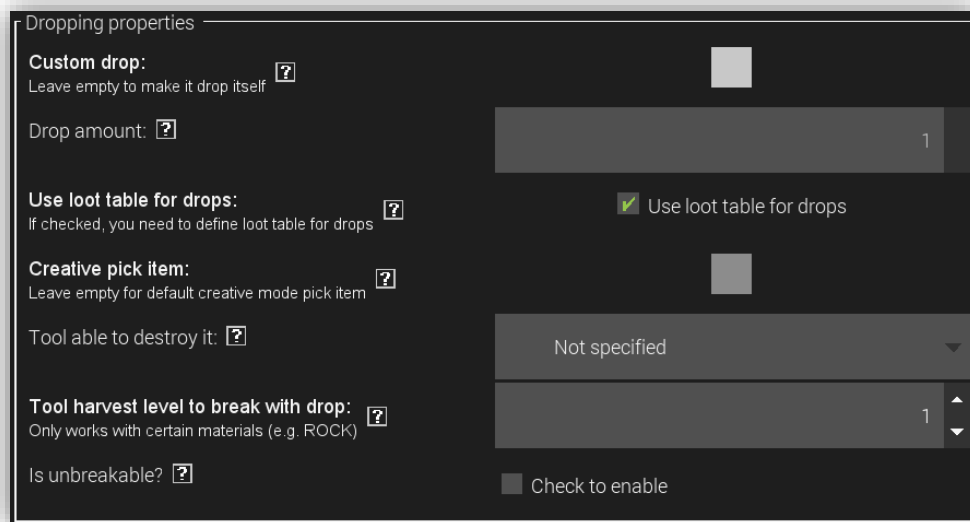 Dropping properties
Custom drop: ?
Leave empty to make it drop itself
Drop amount: ? 1
Use loot table for drops: ?
If checked, you need to define loot table for drops
Use loot table for drops
Creative pick item: ?
Leave empty for default creative mode pick item
Tool able to destroy it: ? Not specified
Tool harvest level to break with drop: ?
Only works with certain materials (e.g. ROCK)
1
Is unbreakable? ? Check to enable